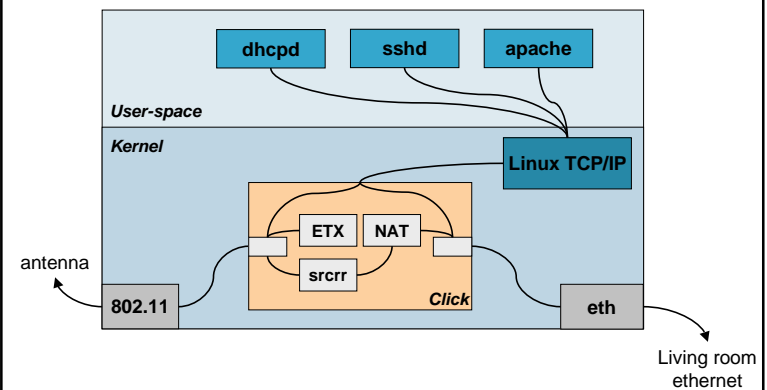 dhcpd
sshd
apache
User-space
Kernel
Linux TCP/IP
ETX
NAT
srcrr
Click
antenna
802.11
eth
Living room
ethernet